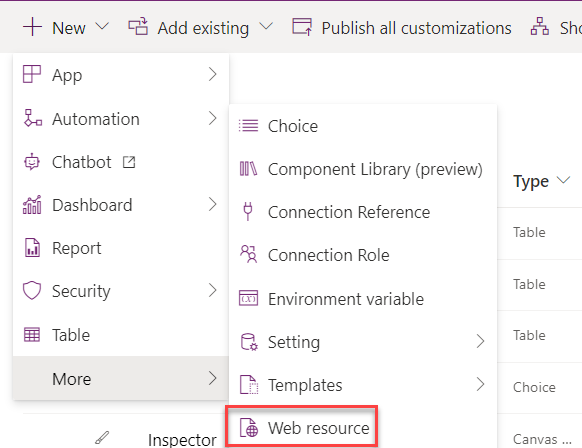 New Add existing Publish all customizations Sho
App
Automation
Chatbot
Dashboard
Report
Security
Table
More
Choice
Component Library (preview)
Connection Reference
Connection Role
Environment variable
Setting
Templates
Web resource
Type
Table
Table
Table
Choice
Inspector Canvas ...